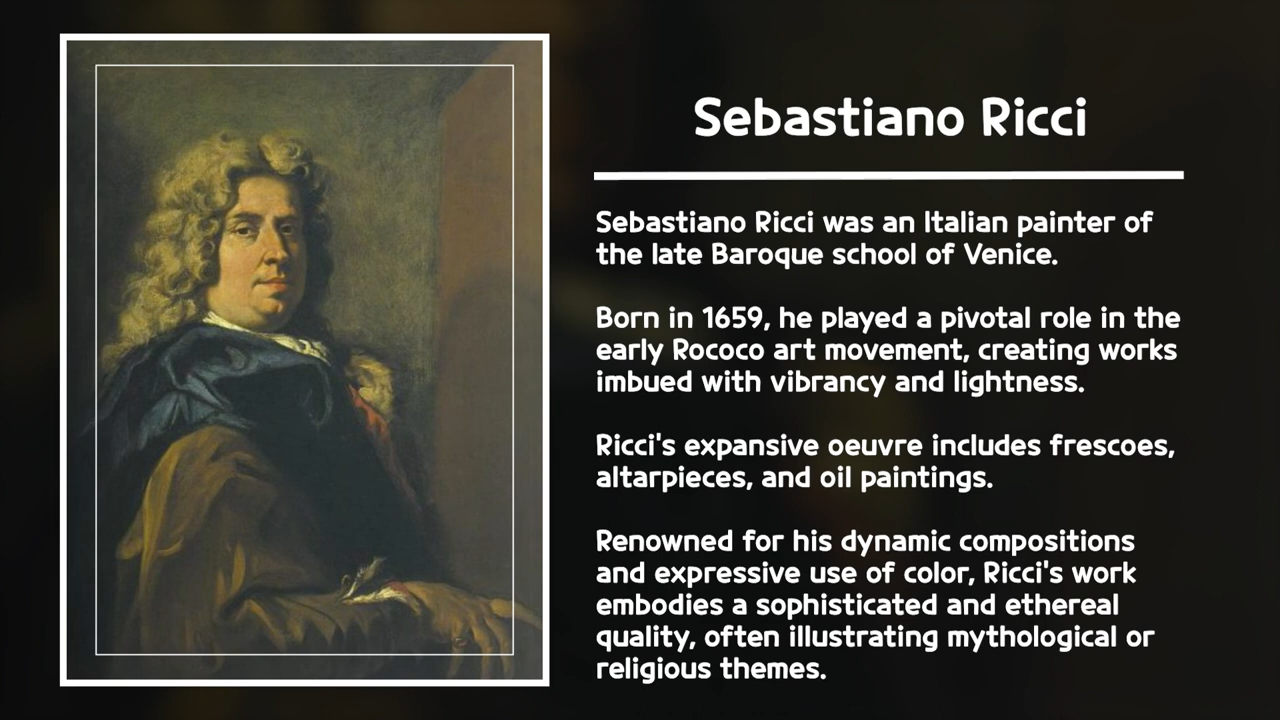 Sebastiano Ricci
Sebastiano Ricci was an Italian painter of
the late Baroque school of Venice.
Born in 1659, he played a pivotal role in the
early Rococo art movement, creating works
imbued with vibrancy and lightness.
Ricci's expansive oeuvre includes frescoes,
altarpieces, and oil paintings.
Renowned for his dynamic compositions
and expressive use of color, Ricci's work
embodies a sophisticated and ethereal
quality, often illustrating mythological or
religious themes.